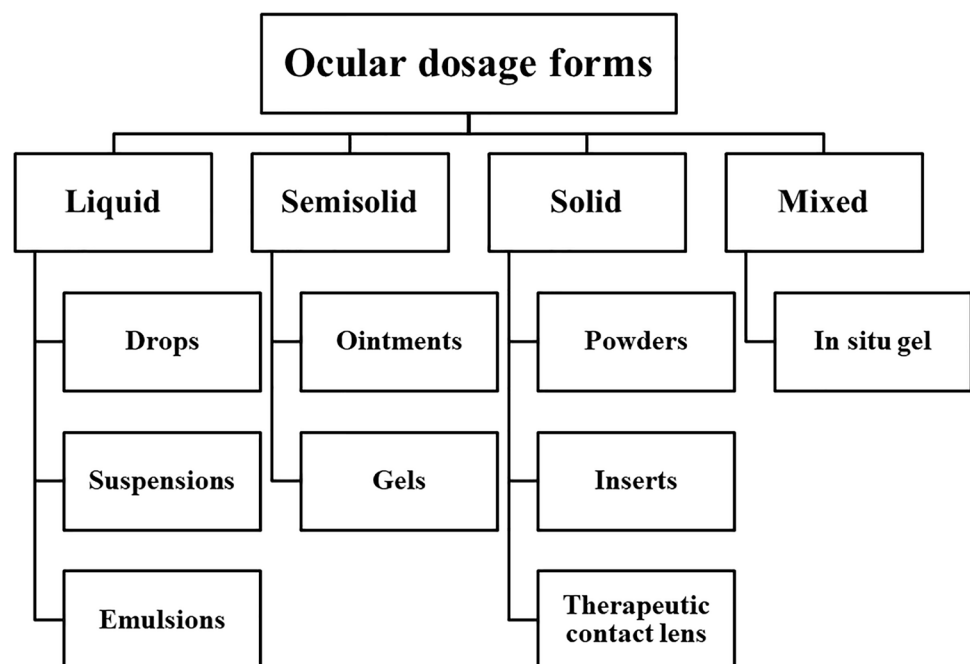 Ocular dosage forms
Liquid
Semisolid
Solid
Mixed
Drops
Ointments
Powders
In situ gel
Suspensions
Gels
Inserts
Emulsions
Therapeutic
contact lens